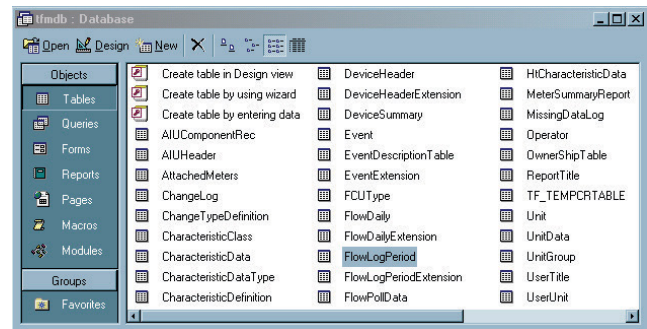 tfmdb : Database
Open Design New
Objects
Tables
Queries
Forms
Reports
Pages
Macros
Modules
Groups
Favorites
Create table in Design view
Create table by using wizard
Create table by entering data
AIUComponentRec
AIUHeader
AttachedMeters
ChangeLog
ChangeTypeDefinition
CharacteristicClass
CharacteristicData
CharacteristicDataType
CharacteristicDefinition
DeviceHeader
DeviceHeaderExtension
DeviceSummary
Event
EventDescriptionTable
EventExtension
FCUType
FlowDaily
FlowDailyExtension
FlowLogPeriod
FlowLogPeriodExtension
FlowPollData
HtCharacteristicData
MeterSummaryReport
MissingDataLog
Operator
OwnerShipTable
ReportTitle
TF_TEMPCRTABLE
Unit
UnitData
UnitGroup
UserTitle
UserUnit